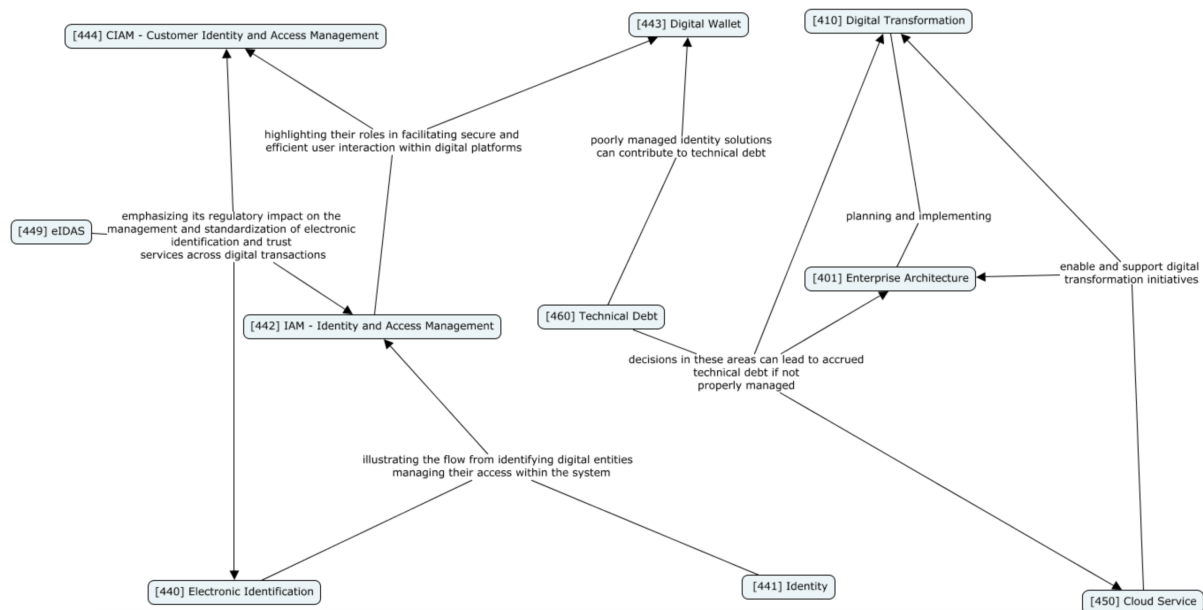 [444] CIAM - Customer Identity and Access Management
[443] Digital Wallet
[410] Digital Transformation
highlighting their roles in facilitating secure and
efficient user interaction within digital platforms
poorly managed identity solutions
can contribute to technical debt
[449] eIDAS
emphasizing its regulatory impact on the
management and standardization of electronic
identification and trust
services across digital transactions
planning and implementing
[401] Enterprise Architecture
enable and support digital
transformation initiatives
[442] IAM - Identity and Access Management
[460] Technical Debt
decisions in these areas can lead to accrued
technical debt if not
properly managed
illustrating the flow from identifying digital entities
managing their access within the system
[440] Electronic Identification
[441] Identity
[450] Cloud Service